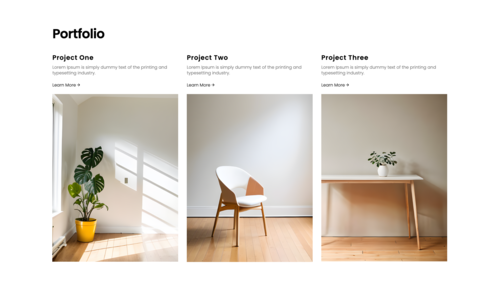 Portfolio
Project One
Lorem Ipsum is simply dummy text of the printing and
typesetting industry.
Learn More →
Project Two
Lorem Ipsum is simply dummy text of the printing and
typesetting industry.
Learn More →
Project Three
Lorem Ipsum is simply dummy text of the printing and
typesetting industry.
Learn More →